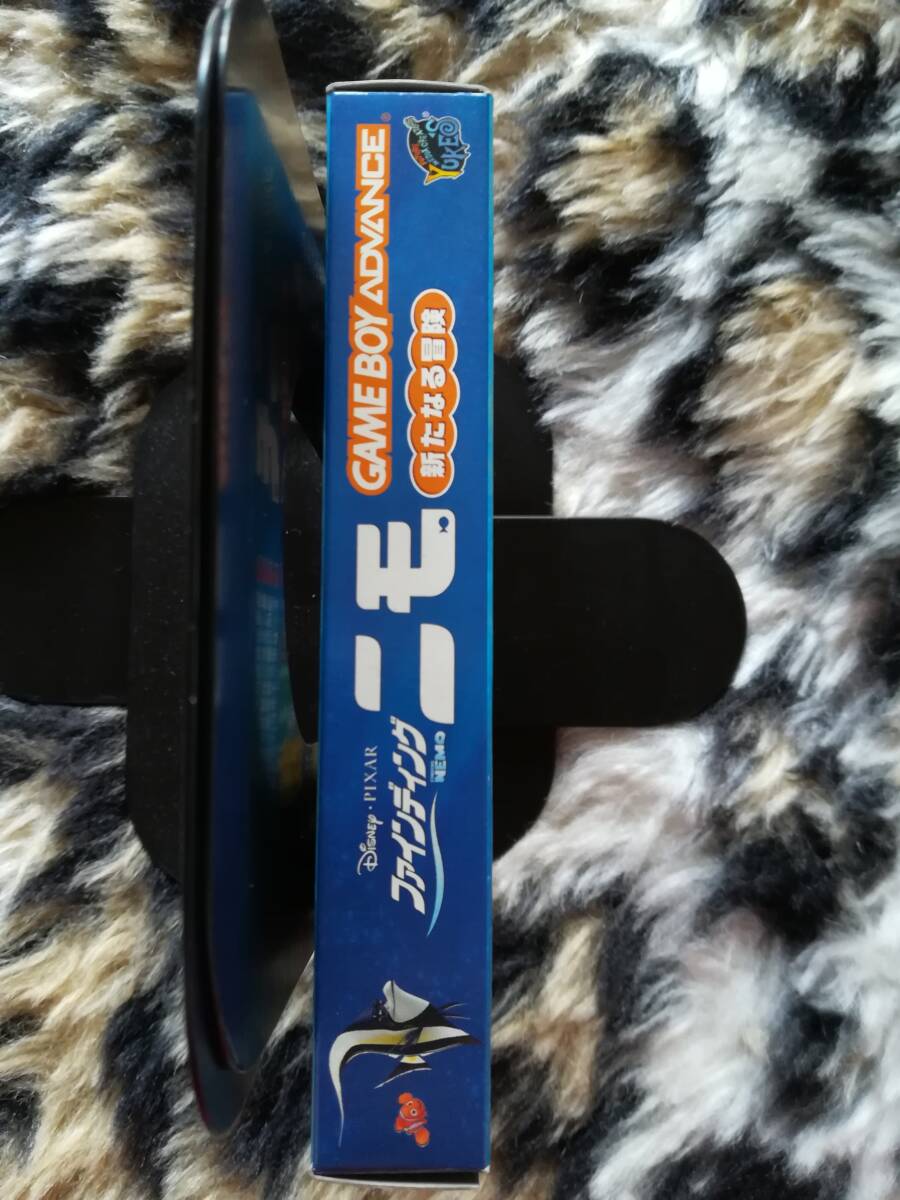 Disney · PIXAR
ファインディング
ニモ
NEMO
GAME BOY ADVANCE
新たなる冒険
YUKE'S